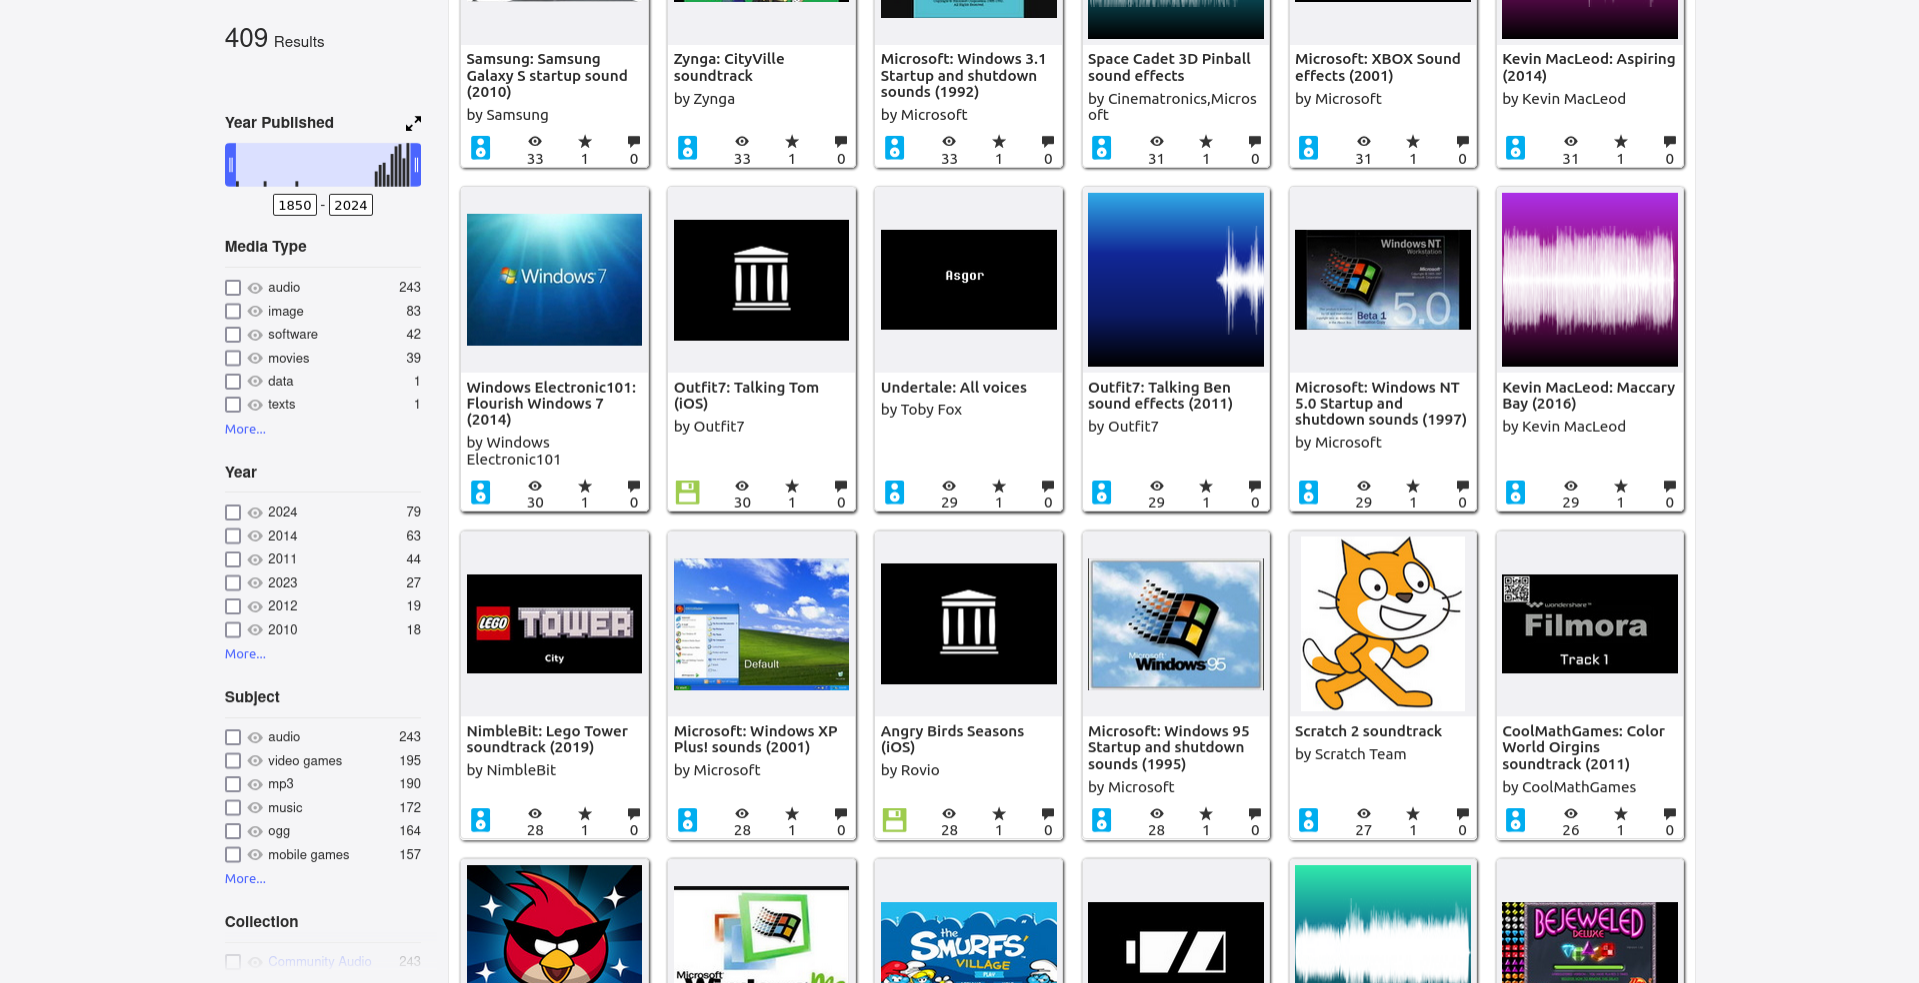 409 Results
Year Published
1850 - 2024
Media Type
audio 243
image 83
software 42
movies 39
data 1
texts 1
More...
Year
2024 79
2014 63
2011 44
2023 27
2012 19
2010 18
More...
Subject
audio 243
video games 195
mp3 190
music 172
ogg 164
mobile games 157
More...
Collection
Community Audio 243
Samsung: Samsung
Galaxy S startup sound
(2010)
by Samsung
33 1 0
Zynga: CityVille
soundtrack
by Zynga
33 1 0
Microsoft: Windows 3.1
Startup and shutdown
sounds (1992)
by Microsoft
33 1 0
Space Cadet 3D Pinball
sound effects
by Cinematronics,Micros
oft
31 1 0
Microsoft: XBOX Sound
effects (2001)
by Microsoft
31 1 0
Kevin MacLeod: Aspiring
(2014)
by Kevin MacLeod
31 1 0
Windows 7
Windows Electronic101:
Flourish Windows 7
(2014)
by Windows
Electronic101
30 1 0
Outfit7: Talking Tom
(iOS)
by Outfit7
30 1 0
Asgor
Undertale: All voices
by Toby Fox
29 1 0
Outfit7: Talking Ben
sound effects (2011)
by Outfit7
29 1 0
Windows NT
Workstation
Microsoft
Beta 1
5.0
Microsoft: Windows NT
5.0 Startup and
shutdown sounds (1997)
by Microsoft
29 1 0
Kevin MacLeod: Maccary
Bay (2016)
by Kevin MacLeod
29 1 0
LEGO TOWER
City
NimbleBit: Lego Tower
soundtrack (2019)
by NimbleBit
28 1 0
Default
Microsoft: Windows XP
Plus! sounds (2001)
by Microsoft
28 1 0
Angry Birds Seasons
(iOS)
by Rovio
28 1 0
Microsoft
Windows 95
Microsoft: Windows 95
Startup and shutdown
sounds (1995)
by Microsoft
28 1 0
Scratch 2 soundtrack
by Scratch Team
27 1 0
wondershare™
Filmora
Track 1
CoolMathGames: Color
World Oirgins
soundtrack (2011)
by CoolMathGames
26 1 0
Microsoft
Windows Me
the
SMURFS'
VILLAGE
PLAY
BEJEWELED
DELUXE